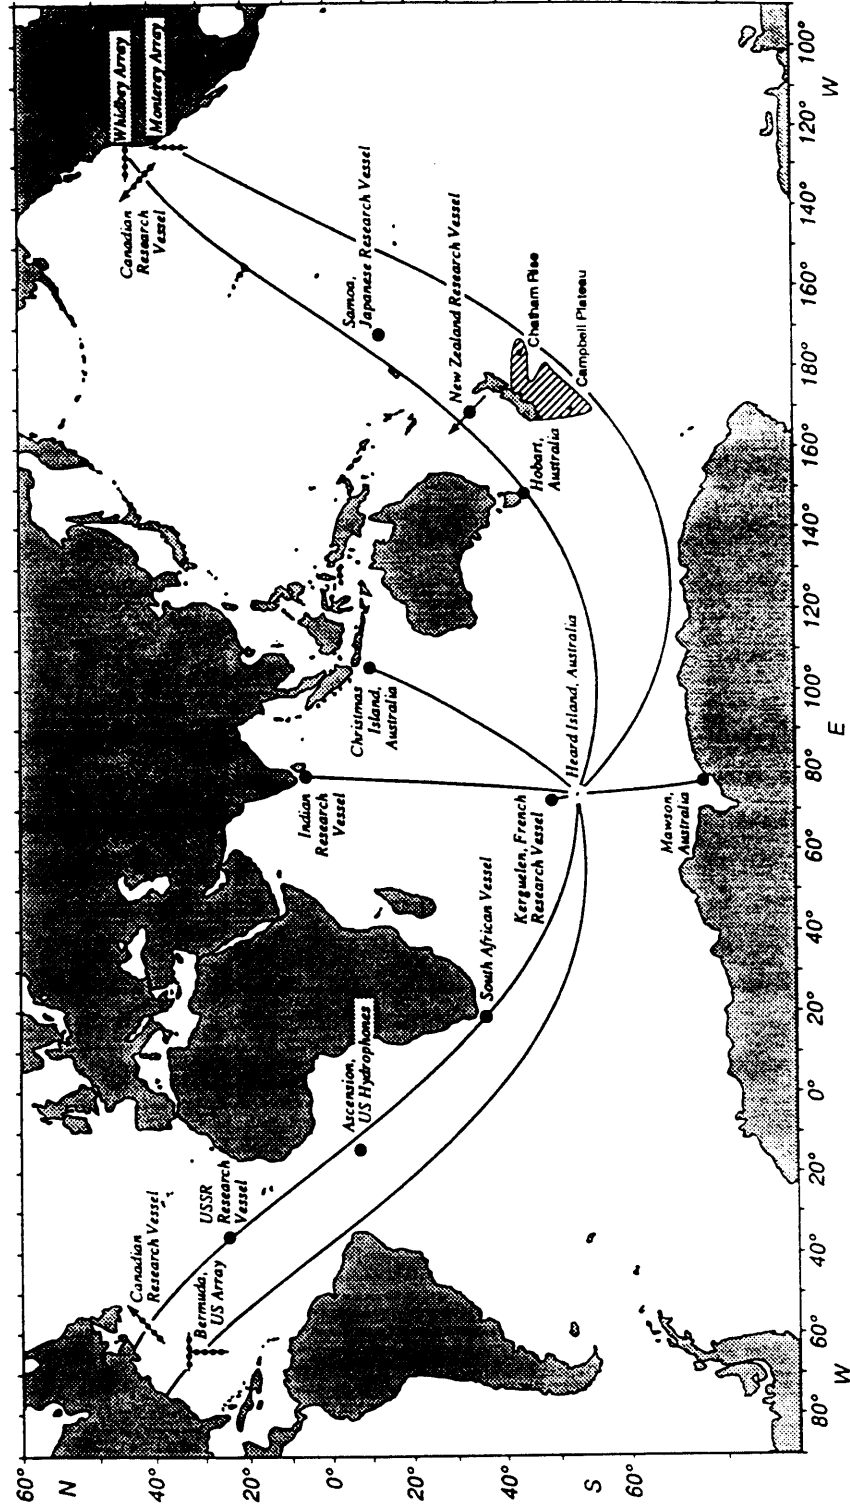 Whidbey Array
Monterey Array
Canadian
Research
Vessel
Samoa,
Japanese Research Vessel
New Zealand Research Vessel
Chatham Rise
Campbell Plateau
Hobart,
Australia
Heard Island, Australia
Christmas
Island,
Australia
Indian
Research
Vessel
Kerguelen, French
Research Vessel
Mawson,
Australia
South African Vessel
Ascension,
US Hydrophones
USSR
Research
Vessel
Canadian
Research Vessel
Bermuda,
US Array
60°
N
40°
20°
0°
20°
40°
S
60°
80°
60°
40°
20°
0°
20°
40°
60°
80°
100°
120°
140°
160°
180°
160°
140°
120°
100°
W
E
W